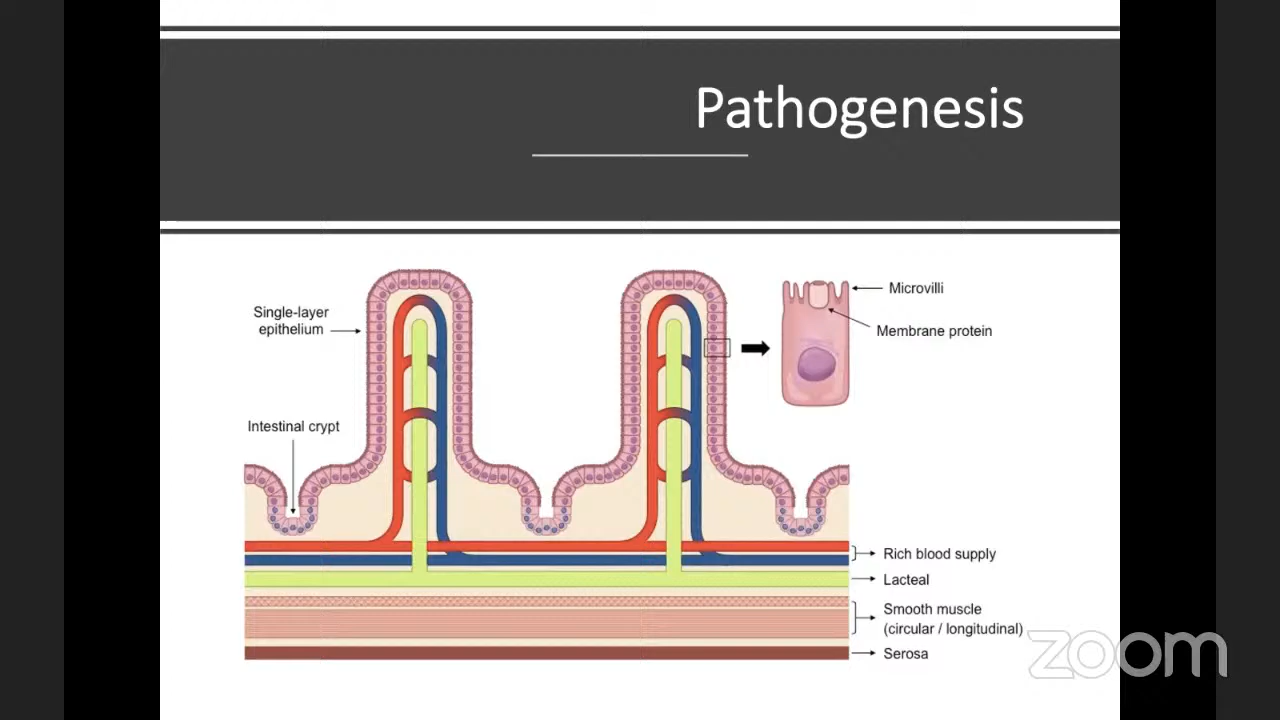 Pathogenesis
Single-layer
epithelium
Microvilli
Membrane protein
Intestinal crypt
Rich blood supply
Lacteal
Smooth muscle
(circular / longitudinal)
Serosa
zoom